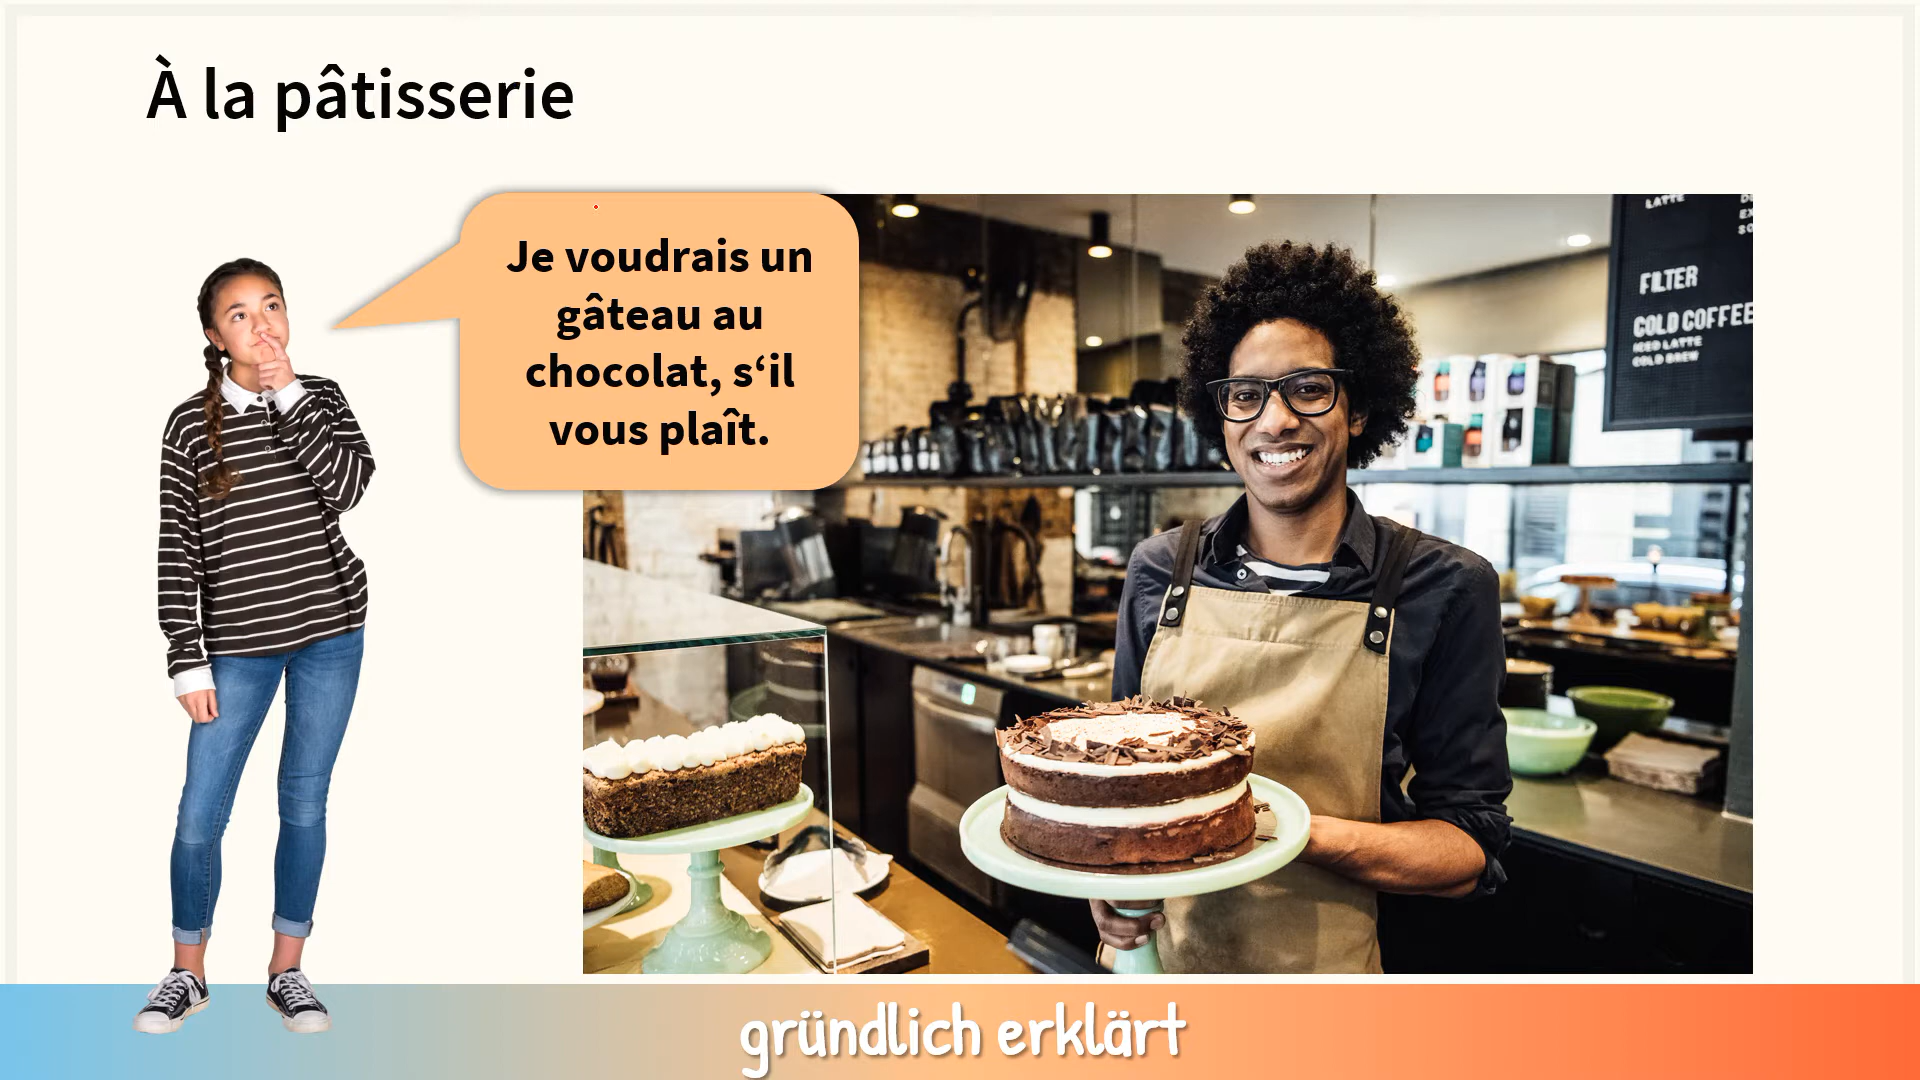 À la pâtisserie
Je voudrais un
gâteau au
chocolat, s‘il
vous plaît.
LATTE
FILTER
COLD COFFEE
ICED LATTE
COLD BREW
gründlich erklärt